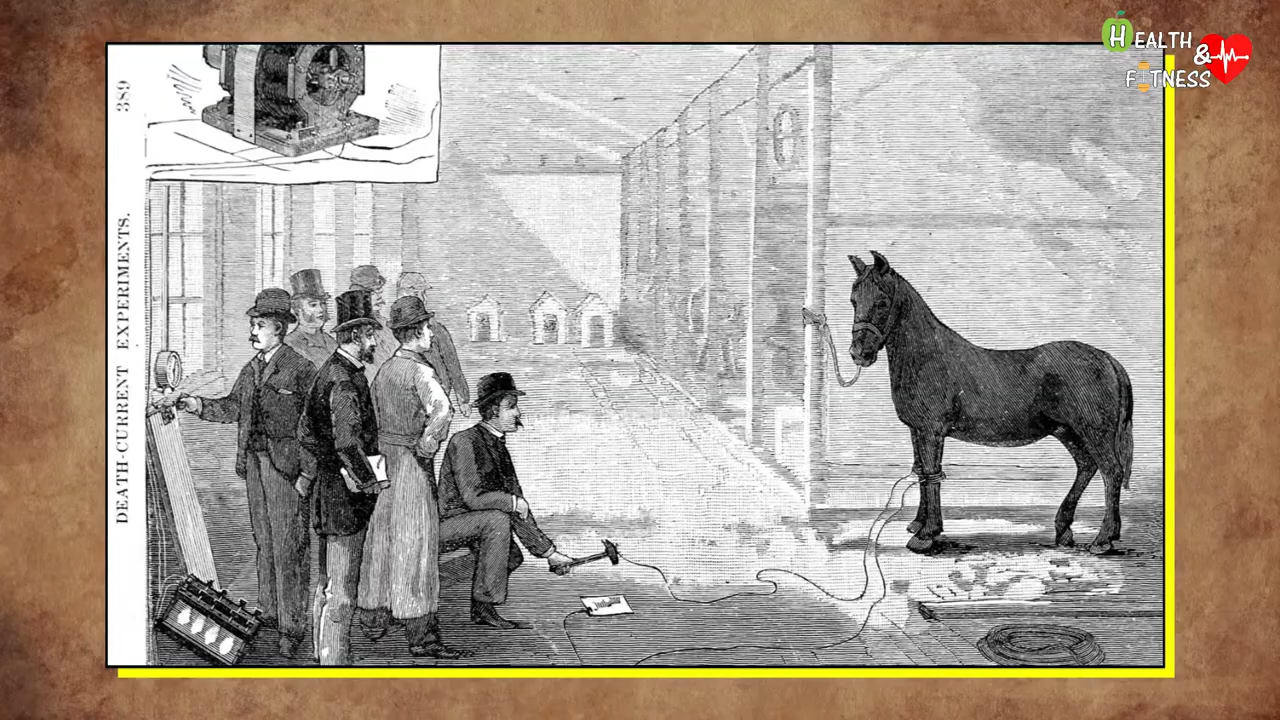 HEALTH
&
FITNESS
389
DEATH-CURRENT EXPERIMENTS.